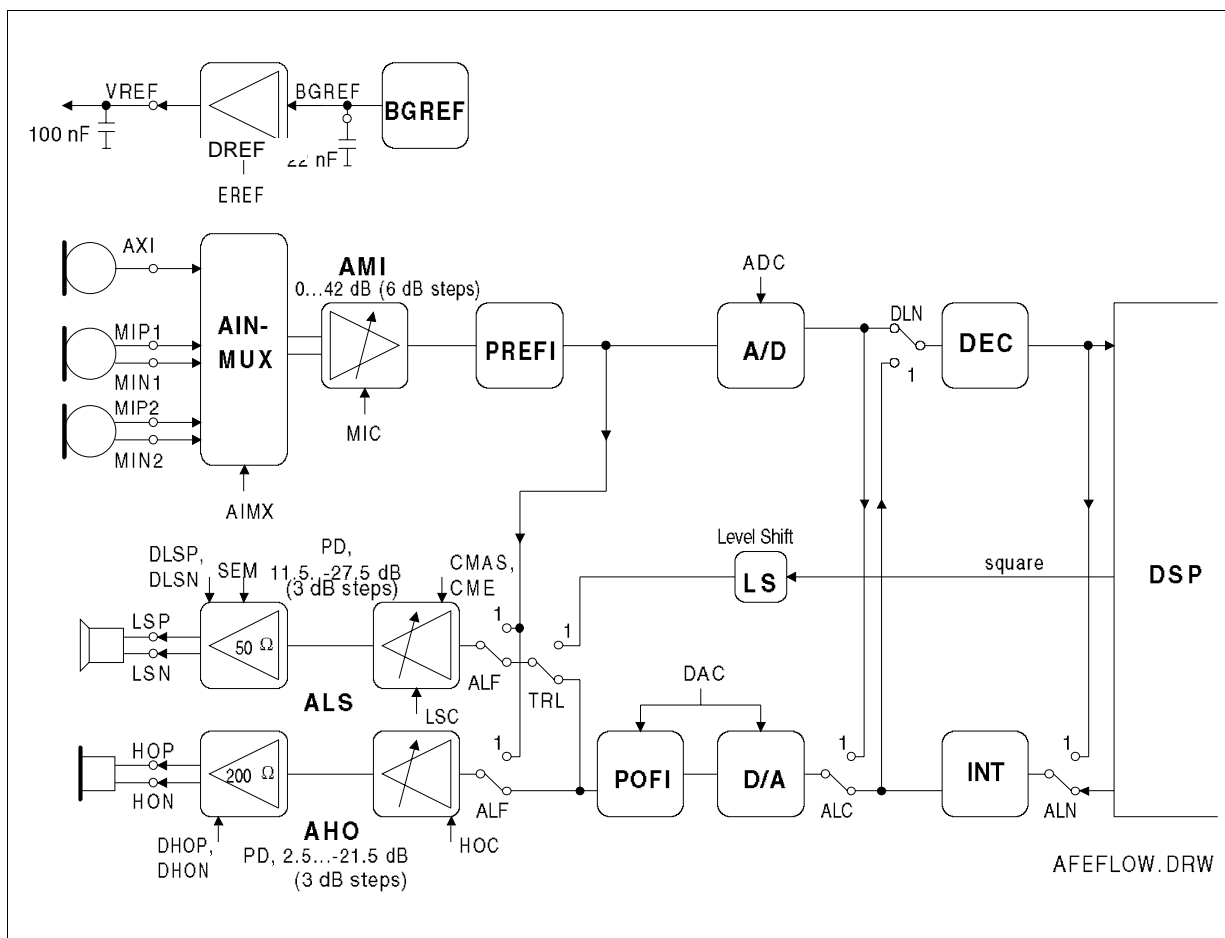 VREF
BGREF
BGREF
100 nF
DREF
nF
EREF
AXI
MIP1
MIN1
MIP2
MIN2
AIN-
MUX
AIMX
AMI
0...42 dB (6 dB steps)
MIC
PREFI
ADC
A/D
DLN
1
DEC
DSP
square
Level Shift
LS
DLSP,
DLSN
SEM
PD,
11,5...-27.5 dB
(3 dB steps)
CMAS,
CME
LSP
LSN
50 Ω
ALS
LSC
1
ALF
TRL
1
DAC
HOP
HON
200 Ω
AHO
DHOP,
DHON
PD, 2.5...-21.5 dB
(3 dB steps)
HOC
1
ALF
POFI
D/A
1
ALC
INT
1
ALN
AFEFLOW.DRW